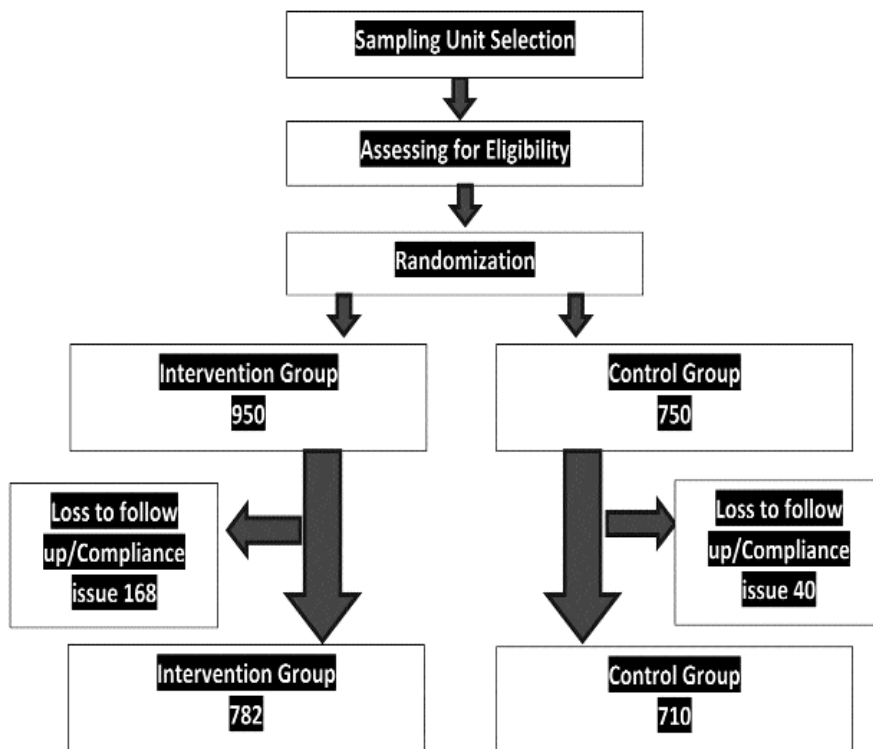 Sampling Unit Selection
Assessing for Eligibility
Randomization
Intervention Group
950
Control Group
750
Loss to follow
up/Compliance
issue 168
Loss to follow
up/Compliance
issue 40
Intervention Group
782
Control Group
710